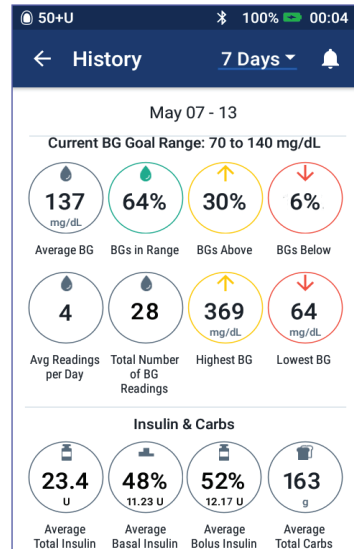 50+U 100% 00:04
History 7 Days
May 07 - 13
Current BG Goal Range: 70 to 140 mg/dL
137 mg/dL 64% 30% 6%
Average BG BGs in Range BGs Above BGs Below
4 28 369 mg/dL 64 mg/dL
Avg Readings per Day Total Number of BG Readings Highest BG Lowest BG
Insulin & Carbs
23.4 U 48% 11.23 U 52% 12.17 U 163 g
Average Total Insulin Average Basal Insulin Average Bolus Insulin Average Total Carbs